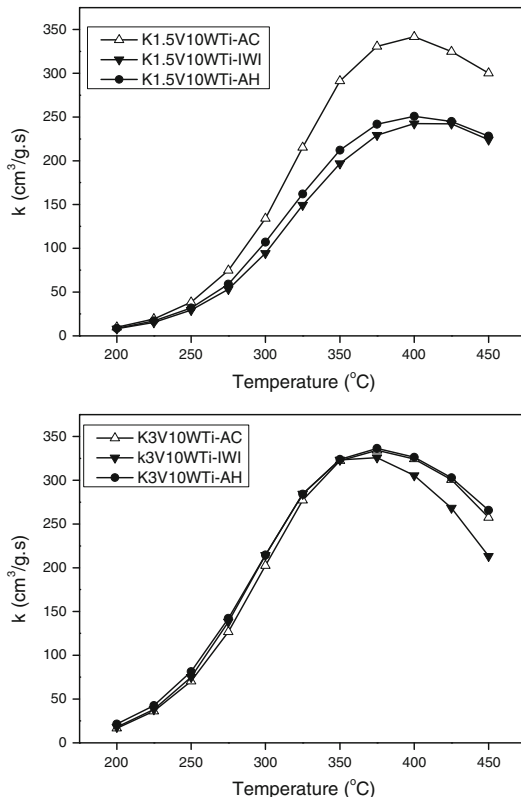 350
300
250
200
150
100
50
0
k (cm³/g.s)
K1.5V10WTi-AC
K1.5V10WTi-IWI
K1.5V10WTi-AH
200 250 300 350 400 450
Temperature (°C)
350
300
250
200
150
100
50
0
k (cm³/g.s)
K3V10WTi-AC
k3V10WTi-IWI
K3V10WTi-AH
200 250 300 350 400 450
Temperature (°C)